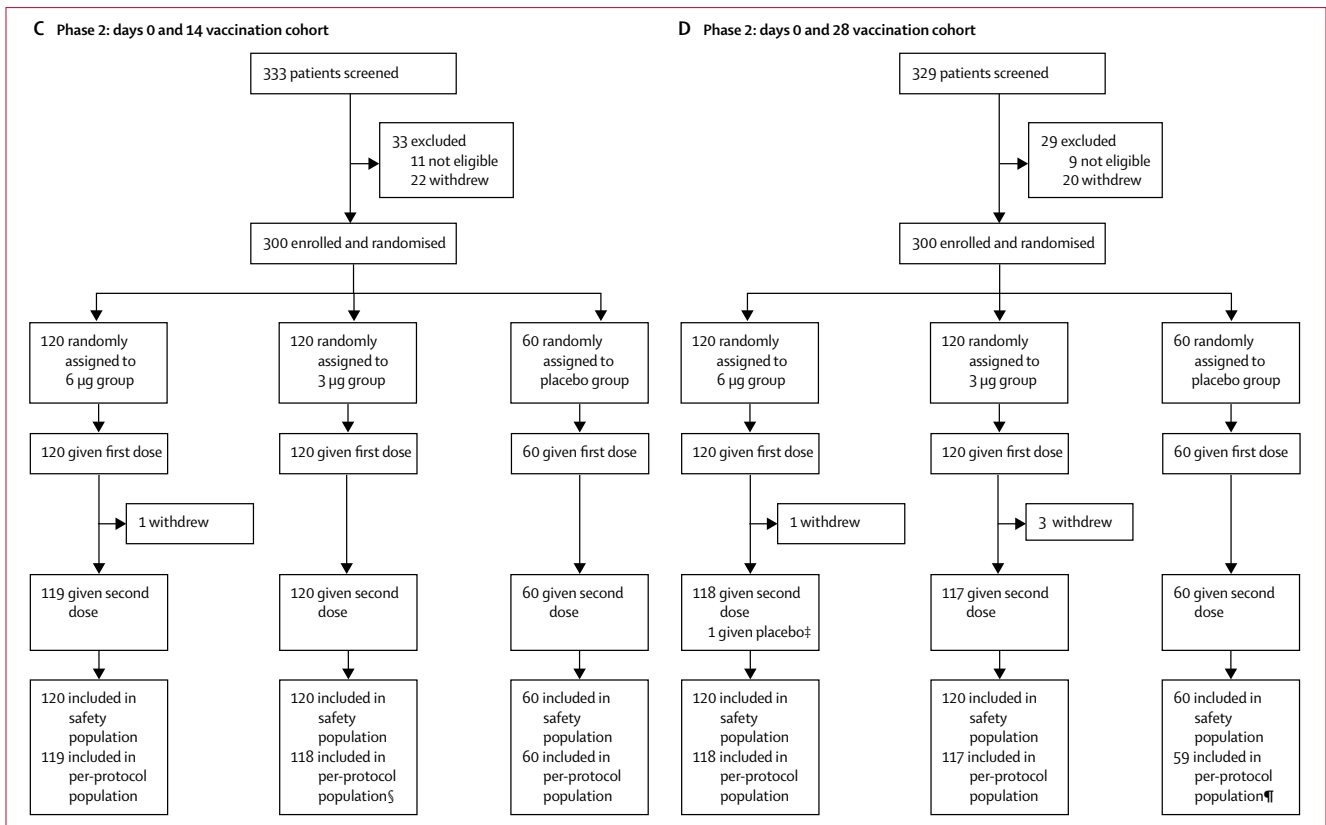 C Phase 2: days 0 and 14 vaccination cohort
333 patients screened
33 excluded
11 not eligible
22 withdrew
300 enrolled and randomised
120 randomly
assigned to
6 µg group
120 randomly
assigned to
3 µg group
60 randomly
assigned to
placebo group
120 given first dose
120 given first dose
60 given first dose
1 withdrew
119 given second
dose
120 given second
dose
60 given second
dose
120 included in
safety
population
119 included in
per-protocol
population
120 included in
safety
population
118 included in
per-protocol
population§
60 included in
safety
population
60 included in
per-protocol
population
D Phase 2: days 0 and 28 vaccination cohort
329 patients screened
29 excluded
9 not eligible
20 withdrew
300 enrolled and randomised
120 randomly
assigned to
6 µg group
120 randomly
assigned to
3 µg group
60 randomly
assigned to
placebo group
120 given first dose
120 given first dose
60 given first dose
1 withdrew
3 withdrew
118 given second
dose
1 given placebo‡
117 given second
dose
60 given second
dose
120 included in
safety
population
118 included in
per-protocol
population
120 included in
safety
population
117 included in
per-protocol
population
60 included in
safety
population
59 included in
per-protocol
population¶